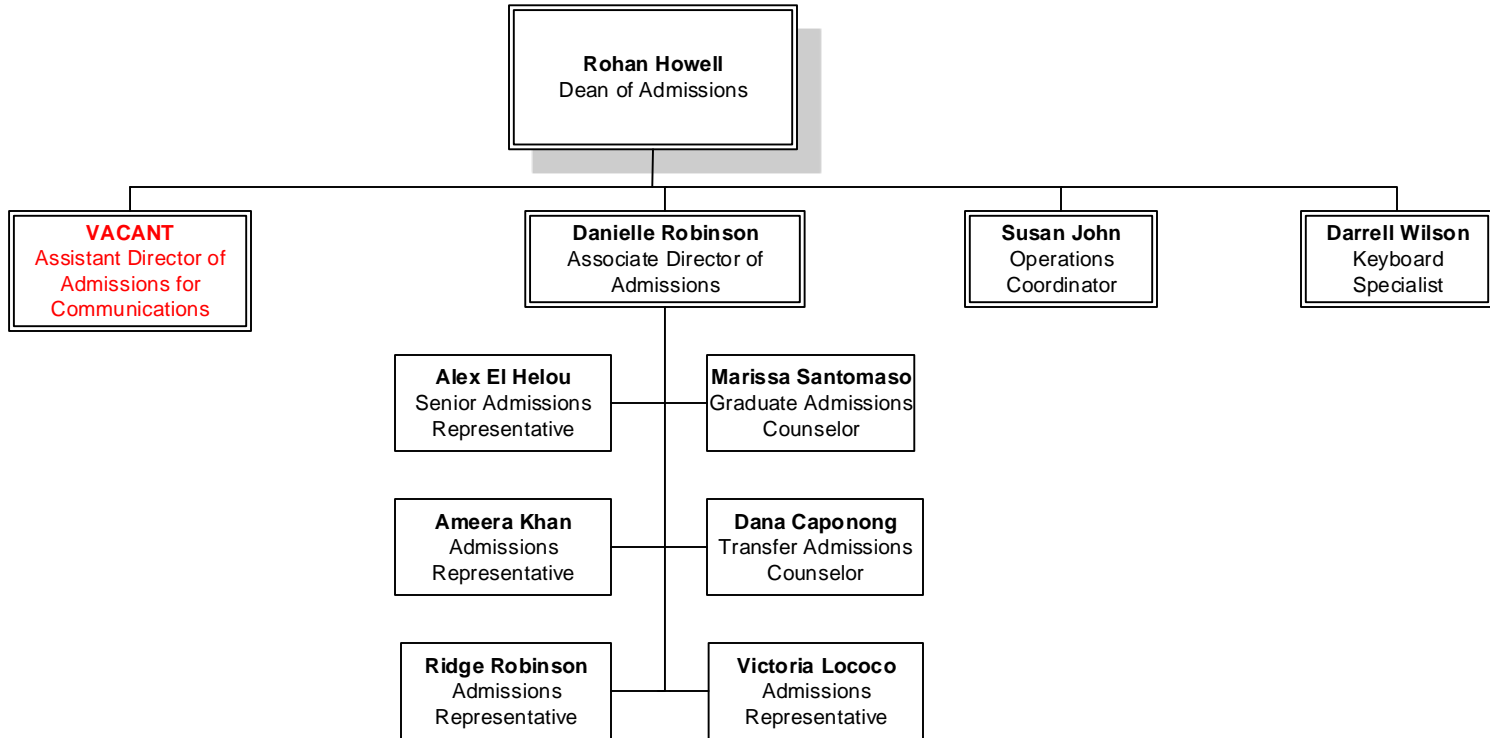 Rohan Howell
Dean of Admissions
VACANT
Assistant Director of
Admissions for
Communications
Danielle Robinson
Associate Director of
Admissions
Susan John
Operations
Coordinator
Darrell Wilson
Keyboard
Specialist
Alex El Helou
Senior Admissions
Representative
Marissa Santomaso
Graduate Admissions
Counselor
Ameera Khan
Admissions
Representative
Dana Caponong
Transfer Admissions
Counselor
Ridge Robinson
Admissions
Representative
Victoria Lococo
Admissions
Representative